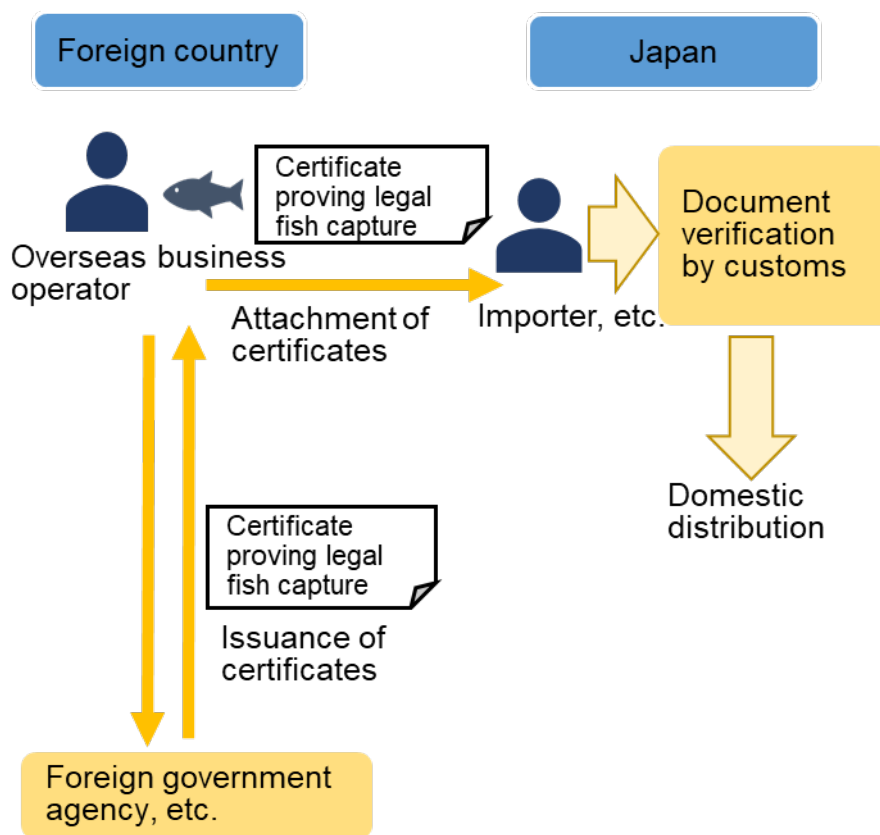 Foreign country
Japan
Certificate
proving legal
fish capture
Document
verification
by customs
Overseas business
operator
Attachment of
certificates
Importer, etc.
Domestic
distribution
Certificate
proving legal
fish capture
Issuance of
certificates
Foreign government
agency, etc.